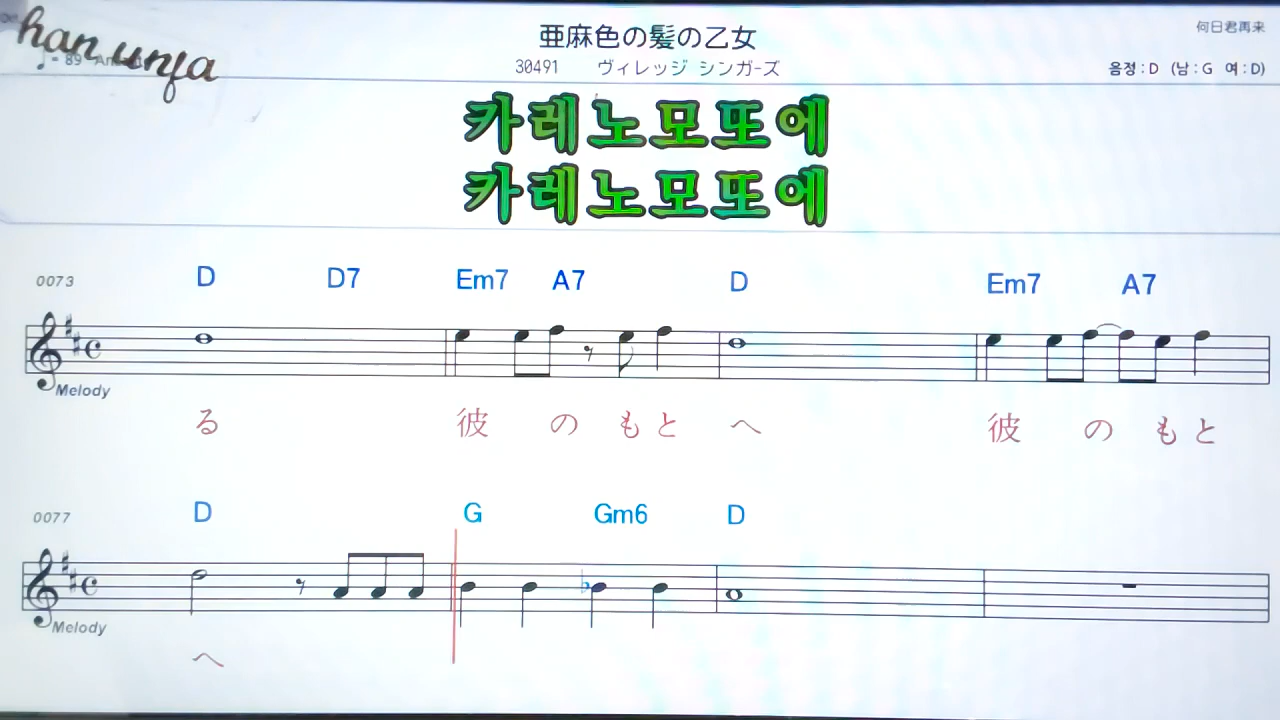 han unfa
亜麻色の髪の乙女
何日君再来
♩= 89
30491 ヴィレッジ シンガ-ズ
음정 : D (남 : G 여 : D)
카레노모또에
카레노모또에
0073 D D7 Em7 A7 D Em7 A7
Melody
る 彼 の も と へ 彼 の も と
0077 D G Gm6 D
Melody
へ